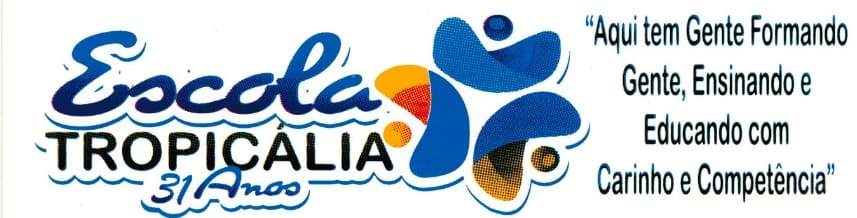 Escola
TROPICÁLIA
31 Anos
“Aqui tem Gente Formando
Gente, Ensinando e
Educando com
Carinho e Competência”